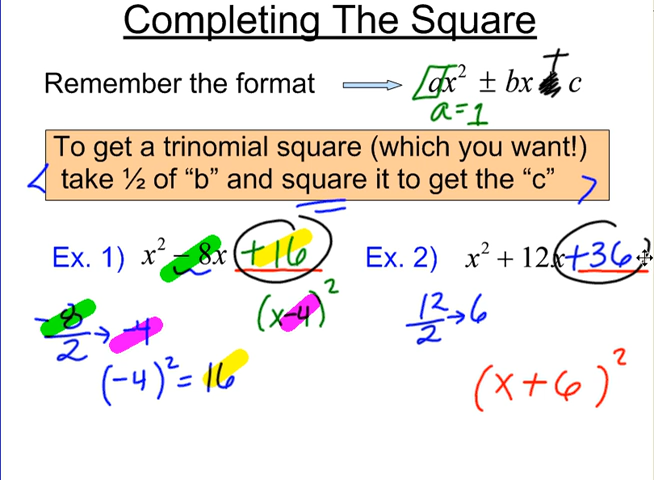 Completing The Square
Remember the format ax² ± bx + c
a=1
To get a trinomial square (which you want!)
take ½ of “b” and square it to get the “c”
Ex. 1) x² − 8x +16
(x-4)²
-8/2 → -4
(-4)² = 16
Ex. 2) x² + 12x +36
12/2 → 6
(x+6)²